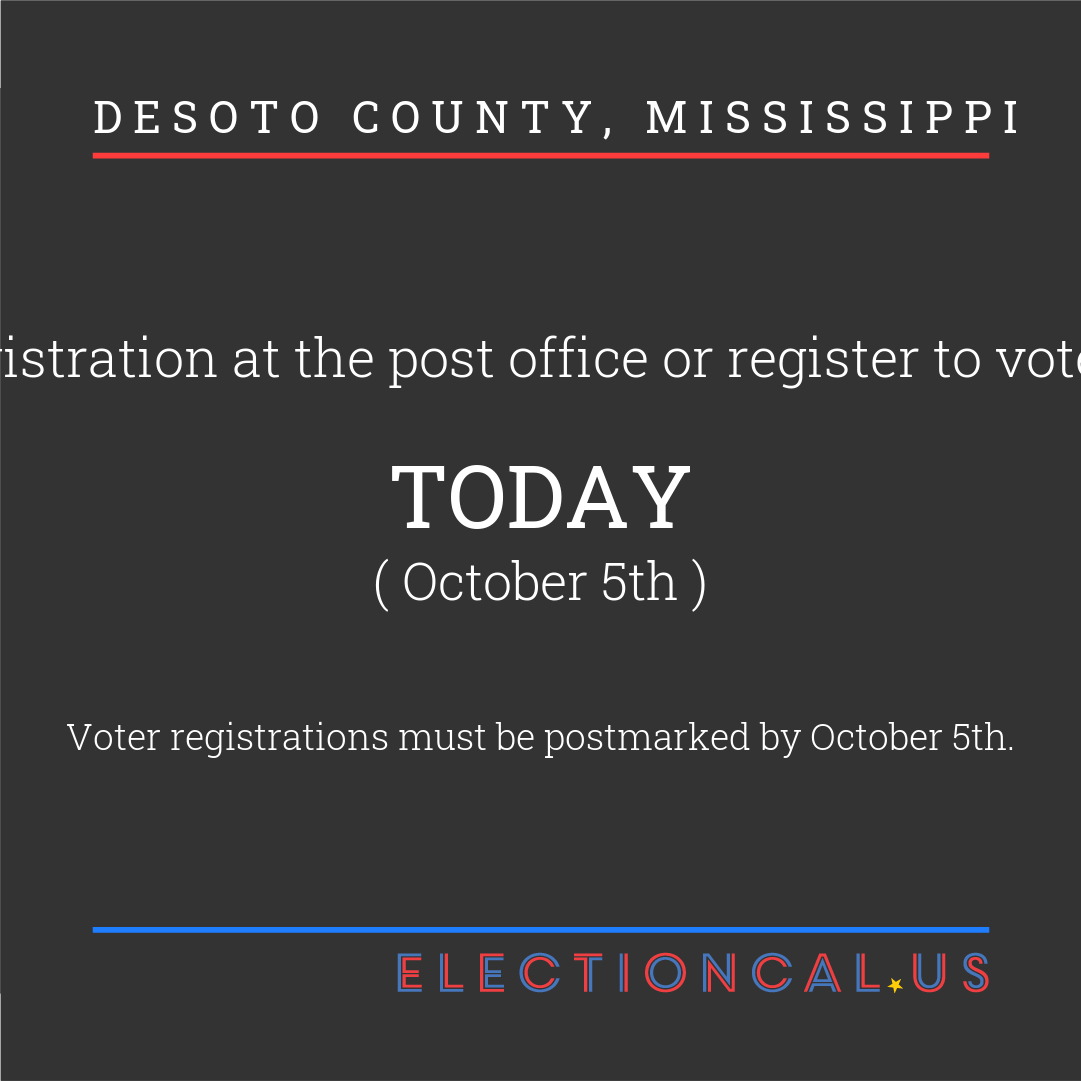 DESOTO COUNTY, MISSISSIPPI
istration at the post office or register to vot
TODAY
( October 5th )
Voter registrations must be postmarked by October 5th.
ELECTIONCAL.US